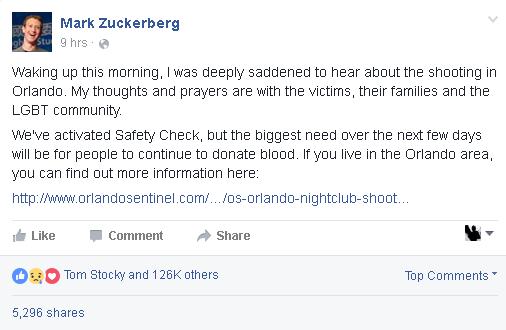 Mark Zuckerberg
9 hrs ·
Waking up this morning, I was deeply saddened to hear about the shooting in
Orlando. My thoughts and prayers are with the victims, their families and the
LGBT community.
We've activated Safety Check, but the biggest need over the next few days
will be for people to continue to donate blood. If you live in the Orlando area,
you can find out more information here:
http://www.orlandosentinel.com/.../os-orlando-nightclub-shoot...
Like Comment Share
Tom Stocky and 126K others Top Comments
5,296 shares